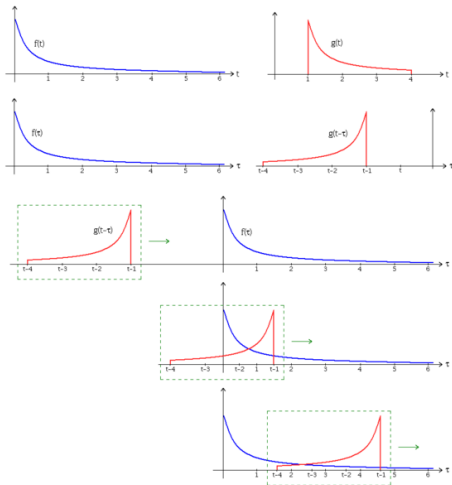 f(t)
g(t)
0 1 2 3 4 5 6 t
1 2 3 4 t
f(τ)
g(t-τ)
0 1 2 3 4 5 6 τ
t-4 t-3 t-2 t-1 t τ
g(t-τ) f(τ)
t-4 t-3 t-2 t-1 1 2 3 4 5 6 τ
t-4 t-3 t-2 t-1 2 3 4 5 6 τ
0 1 t-4 t-3 t-2 t-1 5 6 τ